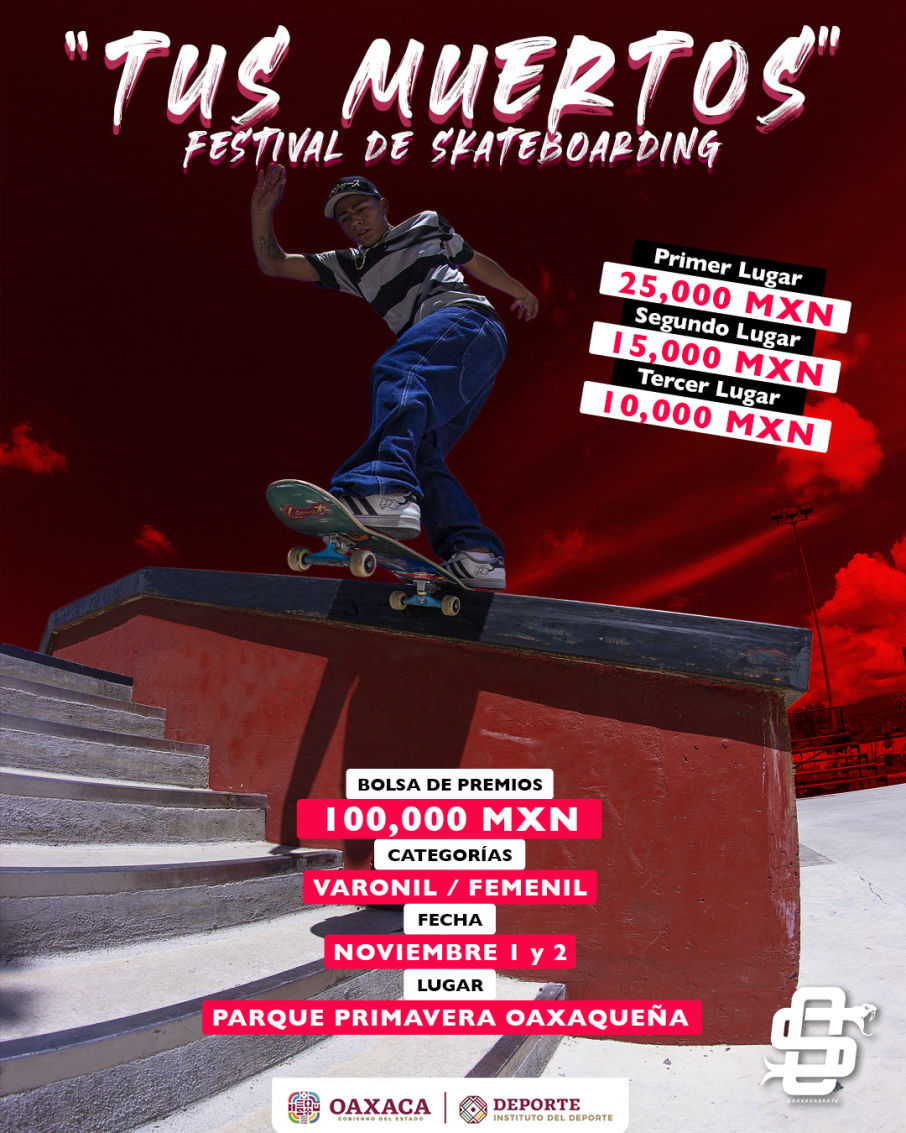 "TUS MUERTOS"
FESTIVAL DE SKATEBOARDING
Primer Lugar
25,000 MXN
Segundo Lugar
15,000 MXN
Tercer Lugar
10,000 MXN
BOLSA DE PREMIOS
100,000 MXN
CATEGORÍAS
VARONIL / FEMENIL
FECHA
NOVIEMBRE 1 y 2
LUGAR
PARQUE PRIMAVERA OAXAQUEÑA
@OAXACASKATE
OAXACA
GOBIERNO DEL ESTADO
DEPORTE
INSTITUTO DEL DEPORTE